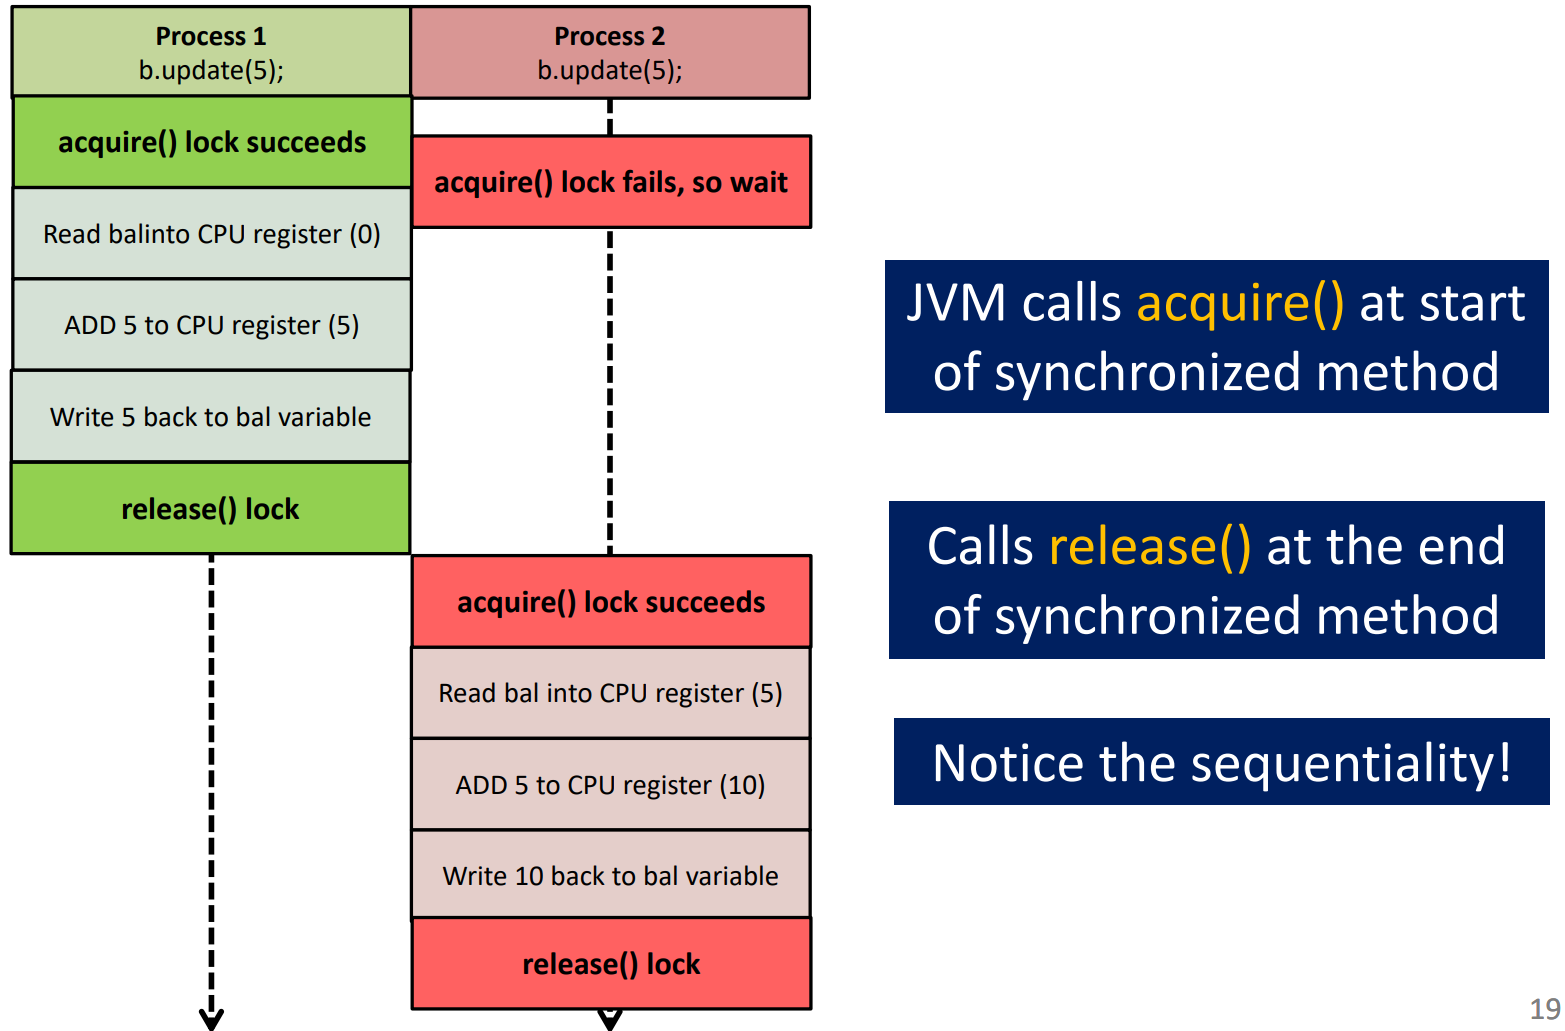 Process 1
b.update(5);
Process 2
b.update(5);
acquire() lock succeeds
acquire() lock fails, so wait
Read balinto CPU register (0)
ADD 5 to CPU register (5)
Write 5 back to bal variable
release() lock
acquire() lock succeeds
Read bal into CPU register (5)
ADD 5 to CPU register (10)
Write 10 back to bal variable
release() lock
JVM calls acquire() at start
of synchronized method
Calls release() at the end
of synchronized method
Notice the sequentiality!
19